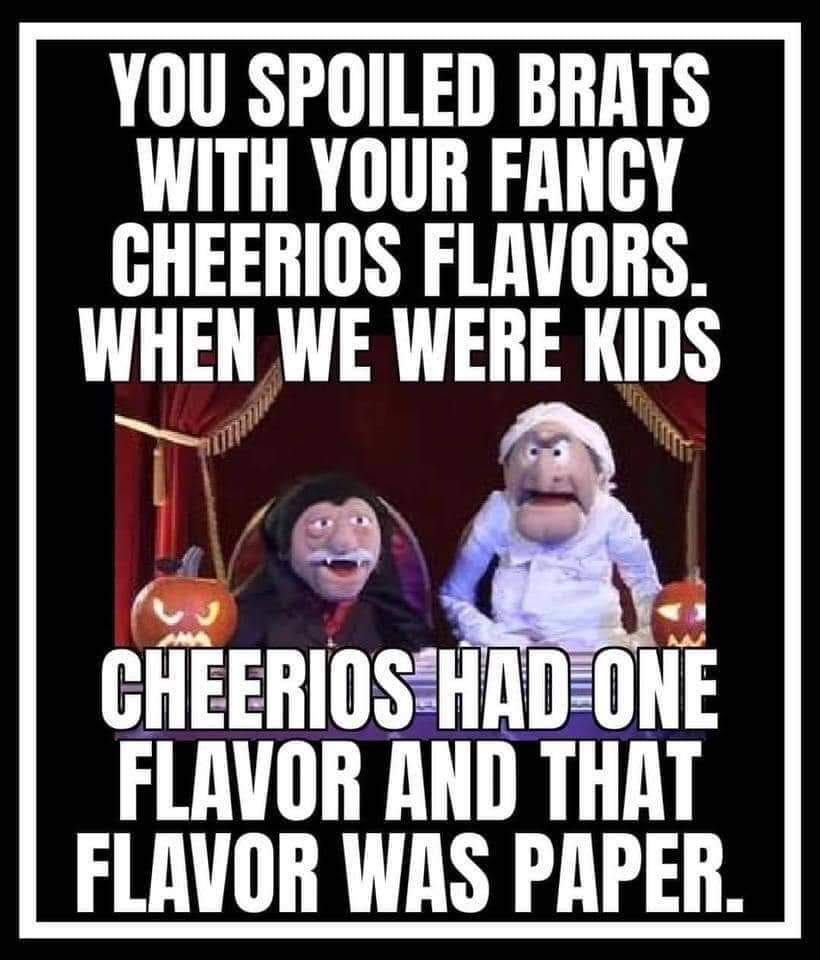 YOU SPOILED BRATS
WITH YOUR FANCY
CHEERIOS FLAVORS.
WHEN WE WERE KIDS
CHEERIOS HAD ONE
FLAVOR AND THAT
FLAVOR WAS PAPER.